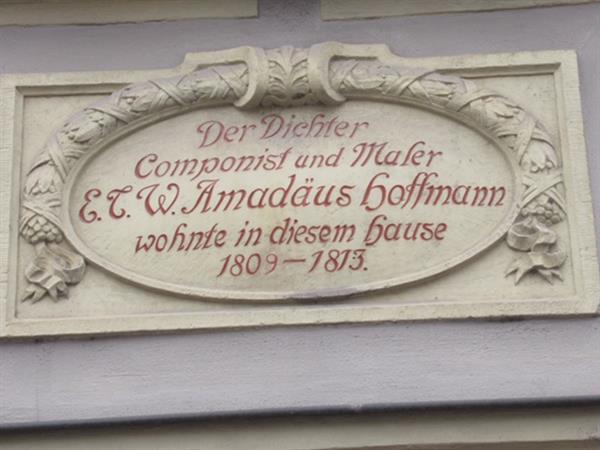 Der Dichter
Componist und Maler
E. T. W. Amadäus Hoffmann
wohnte in diesem Hause
1809—1813.